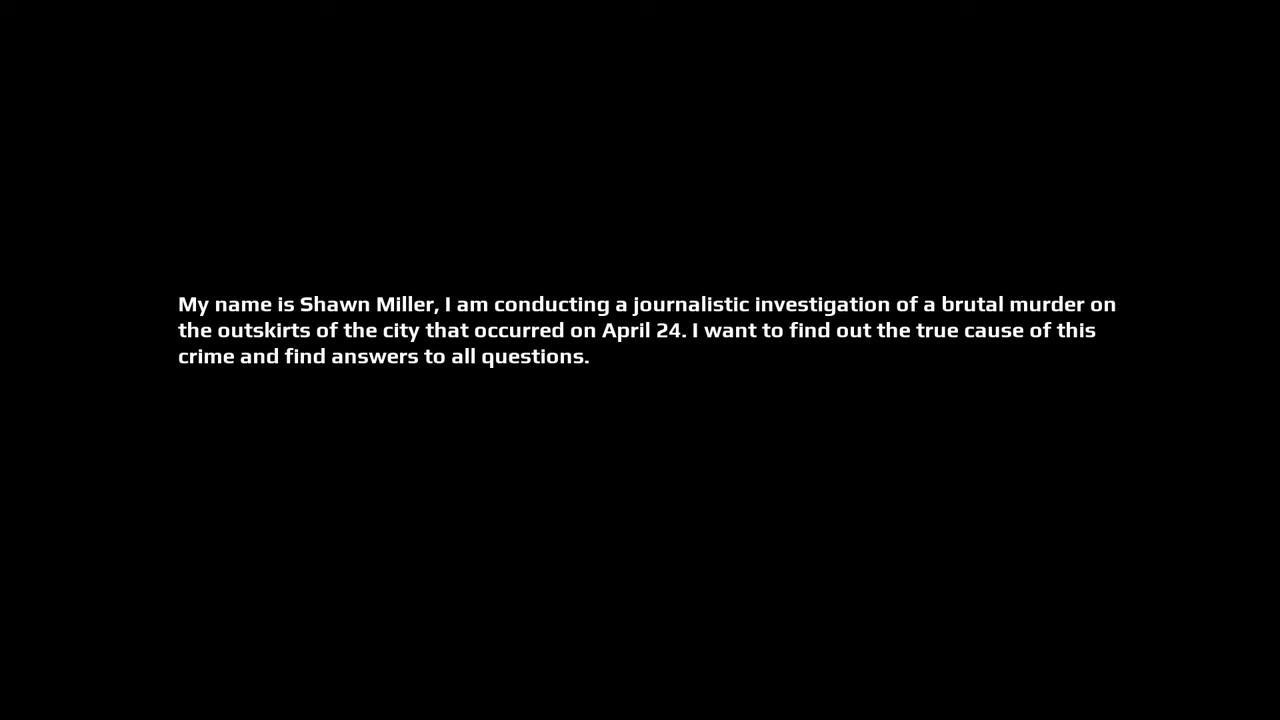 My name is Shawn Miller, I am conducting a journalistic investigation of a brutal murder on
the outskirts of the city that occurred on April 24. I want to find out the true cause of this
crime and find answers to all questions.